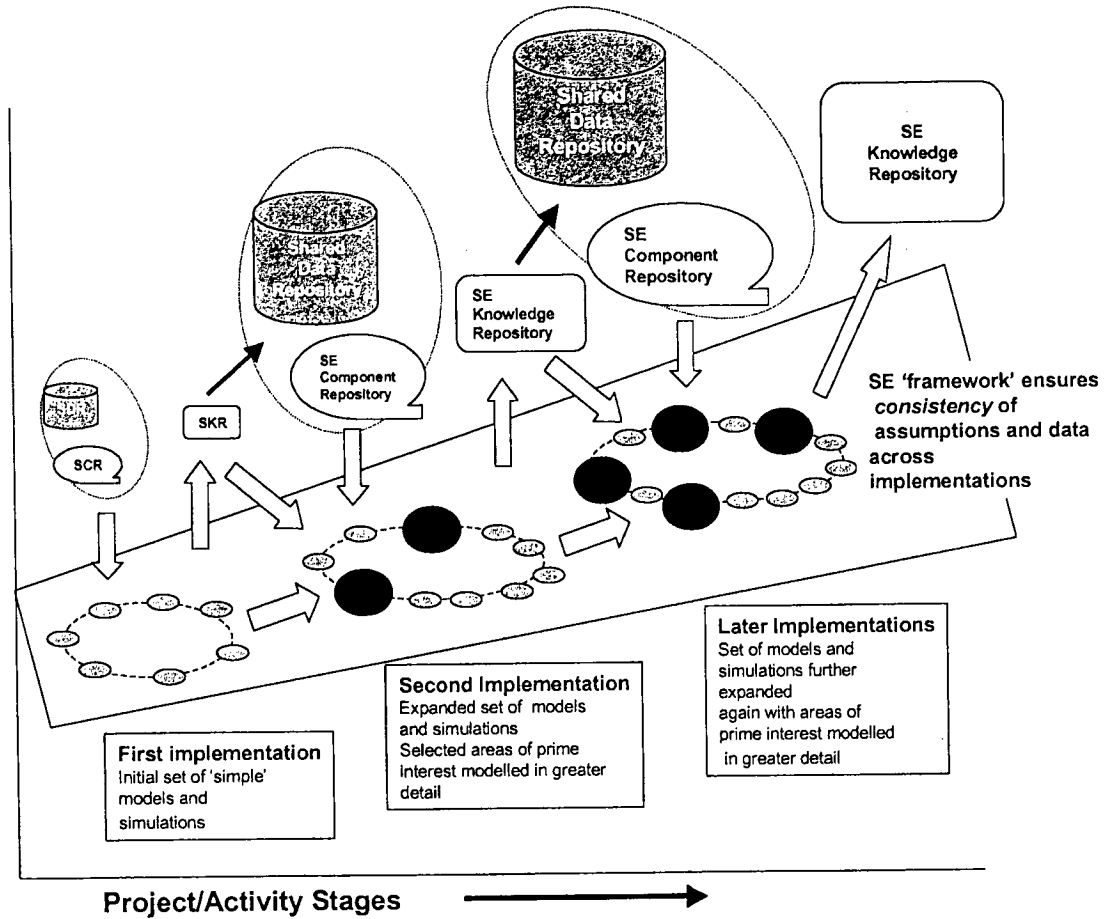 Shared
Data
Repository
SE
Knowledge
Repository
Shared
Data
Repository
SE
Component
Repository
SE
Knowledge
Repository
SE
Component
Repository
SKR
SCR
SE 'framework' ensures
consistency of
assumptions and data
across
implementations
Later Implementations
Set of models and
simulations further
expanded
again with areas of
prime interest modelled
in greater detail
Second Implementation
Expanded set of models
and simulations
Selected areas of prime
interest modelled in greater
detail
First implementation
Initial set of 'simple'
models and
simulations
Project/Activity Stages